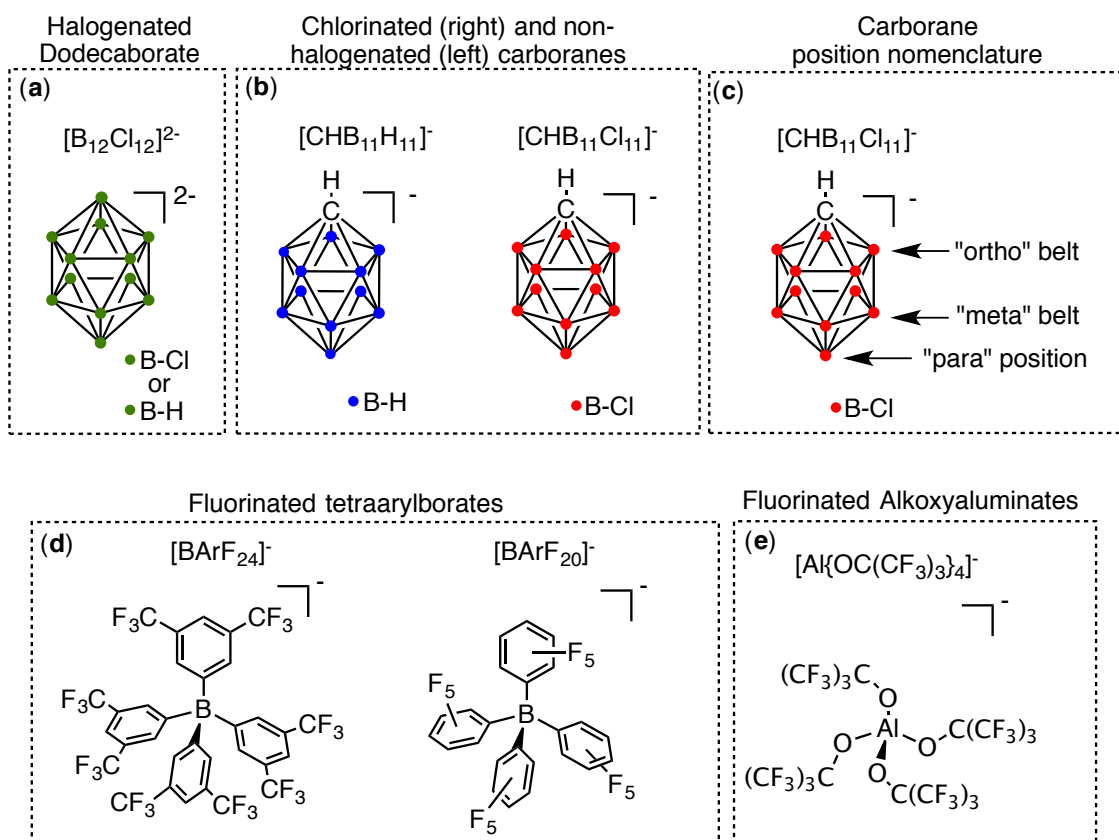 Halogenated
Dodecaborate
Chlorinated (right) and non-
halogenated (left) carboranes
Carborane
position nomenclature
(a)
[B12Cl12]2-
2-
B-Cl
or
B-H
(b)
[CHB11H11]-
[CHB11Cl11]-
H
C
-
H
C
-
B-H
B-Cl
(c)
[CHB11Cl11]-
H
C
-
"ortho" belt
"meta" belt
"para" position
B-Cl
Fluorinated tetraarylborates
Fluorinated Alkoxyaluminates
(d)
[BArF24]-
-
F3C
CF3
F3C
B
CF3
F3C
CF3
CF3
CF3
[BArF20]-
-
F5
F5
B
F5
F5
(e)
[Al{OC(CF3)3}4]-
-
(CF3)3C
O
Al
O
O
C(CF3)3
(CF3)3C
O
C(CF3)3